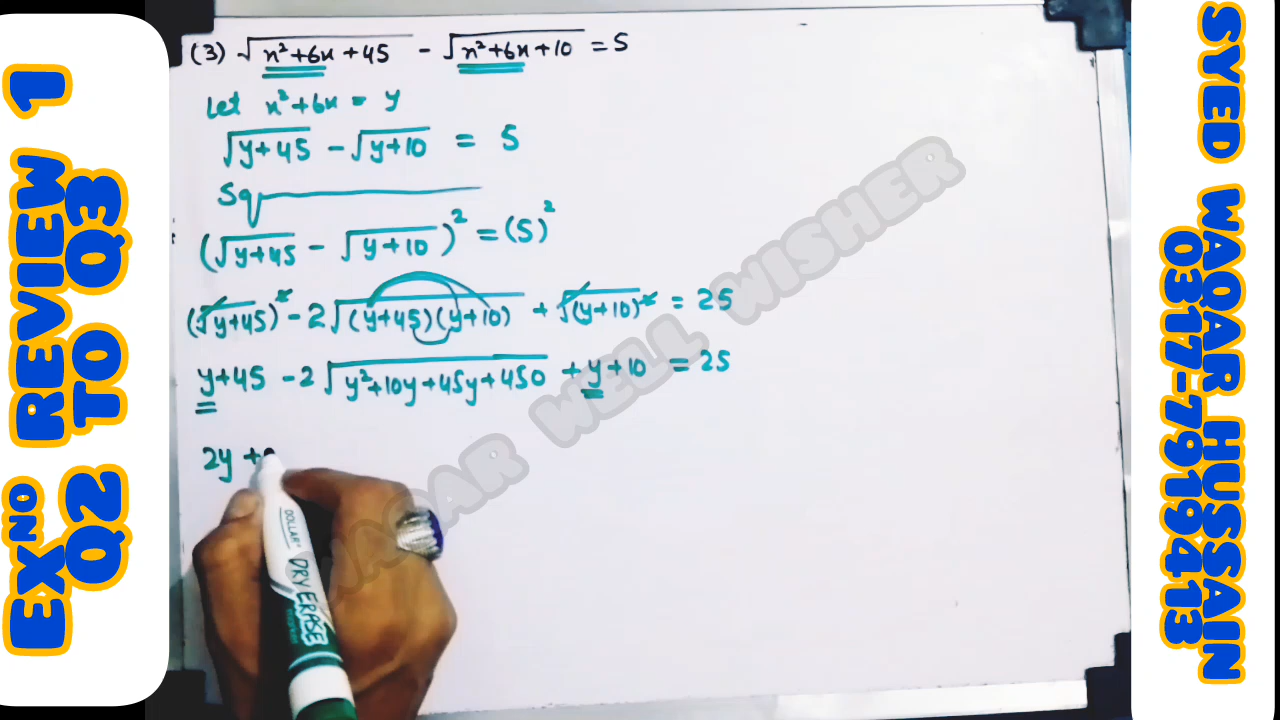 EXᴺᴼ REVIEW 1
Q2 TO Q3
(3) √(x²+6x+45) - √(x²+6x+10) = 5
Let x²+6x = y
√(y+45) - √(y+10) = 5
Sq
(√(y+45) - √(y+10))² = (5)²
(√(y+45))² - 2√((y+45)(y+10)) + √(y+10)² = 25
y+45 - 2√(y²+10y+45y+450) + y+10 = 25
2y +
WAQAR WELL WISHER
DOLLAR
DRY ERASE
SYED WAQAR HUSSAIN
0317-7919413